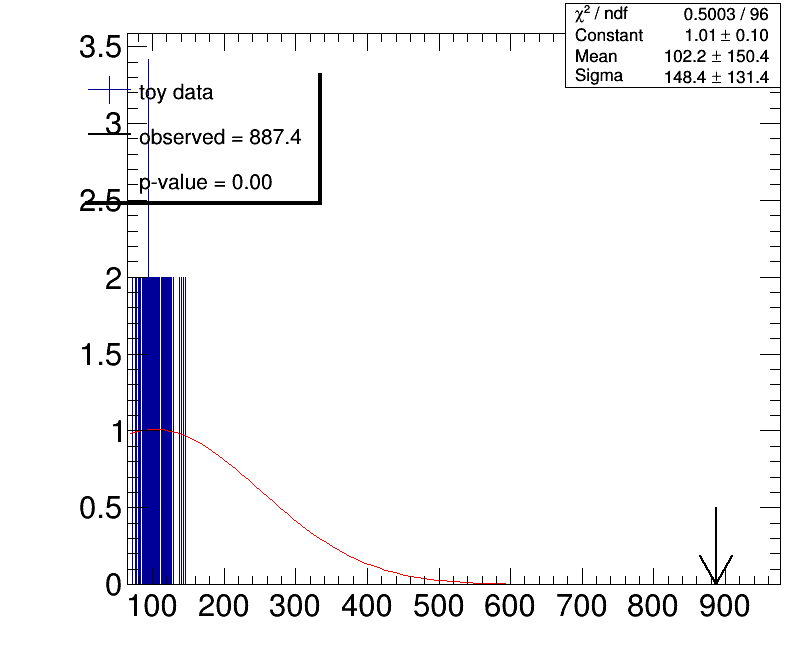 χ² / ndf 0.5003 / 96
Constant 1.01 ± 0.10
Mean 102.2 ± 150.4
Sigma 148.4 ± 131.4
3.5
toy data
3
observed = 887.4
p-value = 0.00
2.5
2
1.5
1
0.5
0
100 200 300 400 500 600 700 800 900